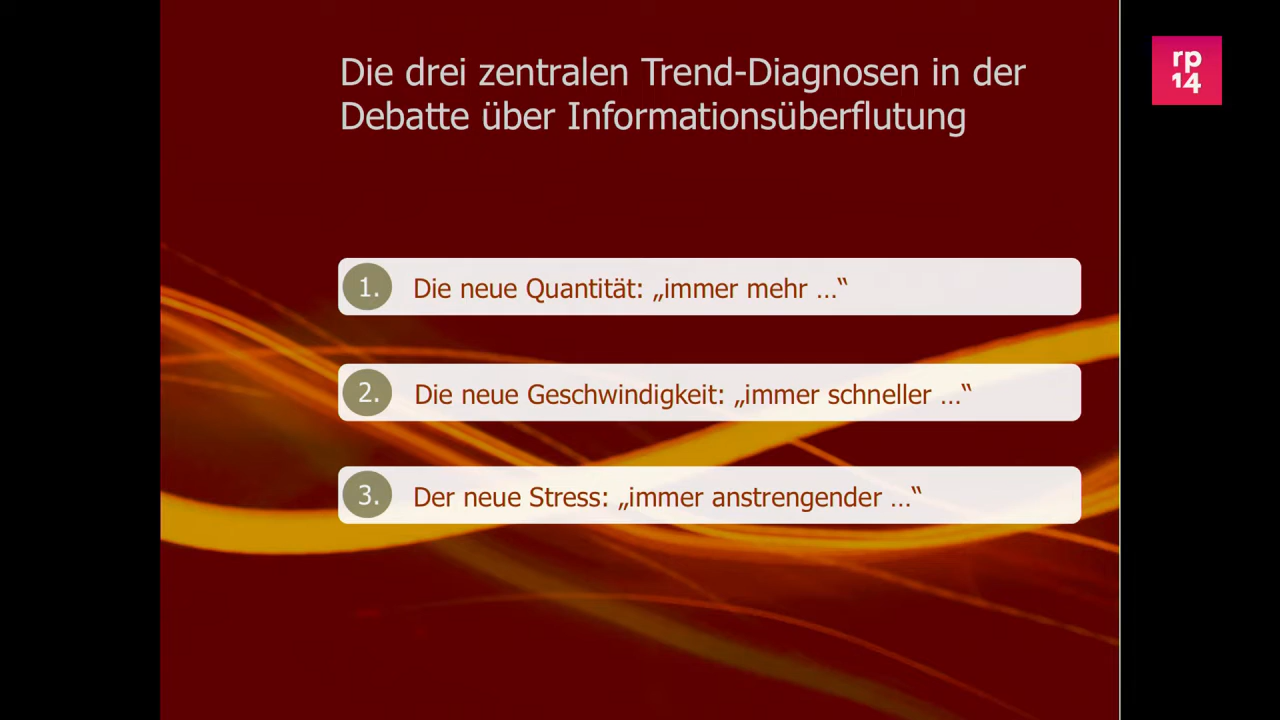 Die drei zentralen Trend-Diagnosen in der
Debatte über Informationsüberflutung
rp
14
1. Die neue Quantität: „immer mehr …“
2. Die neue Geschwindigkeit: „immer schneller …“
3. Der neue Stress: „immer anstrengender …“